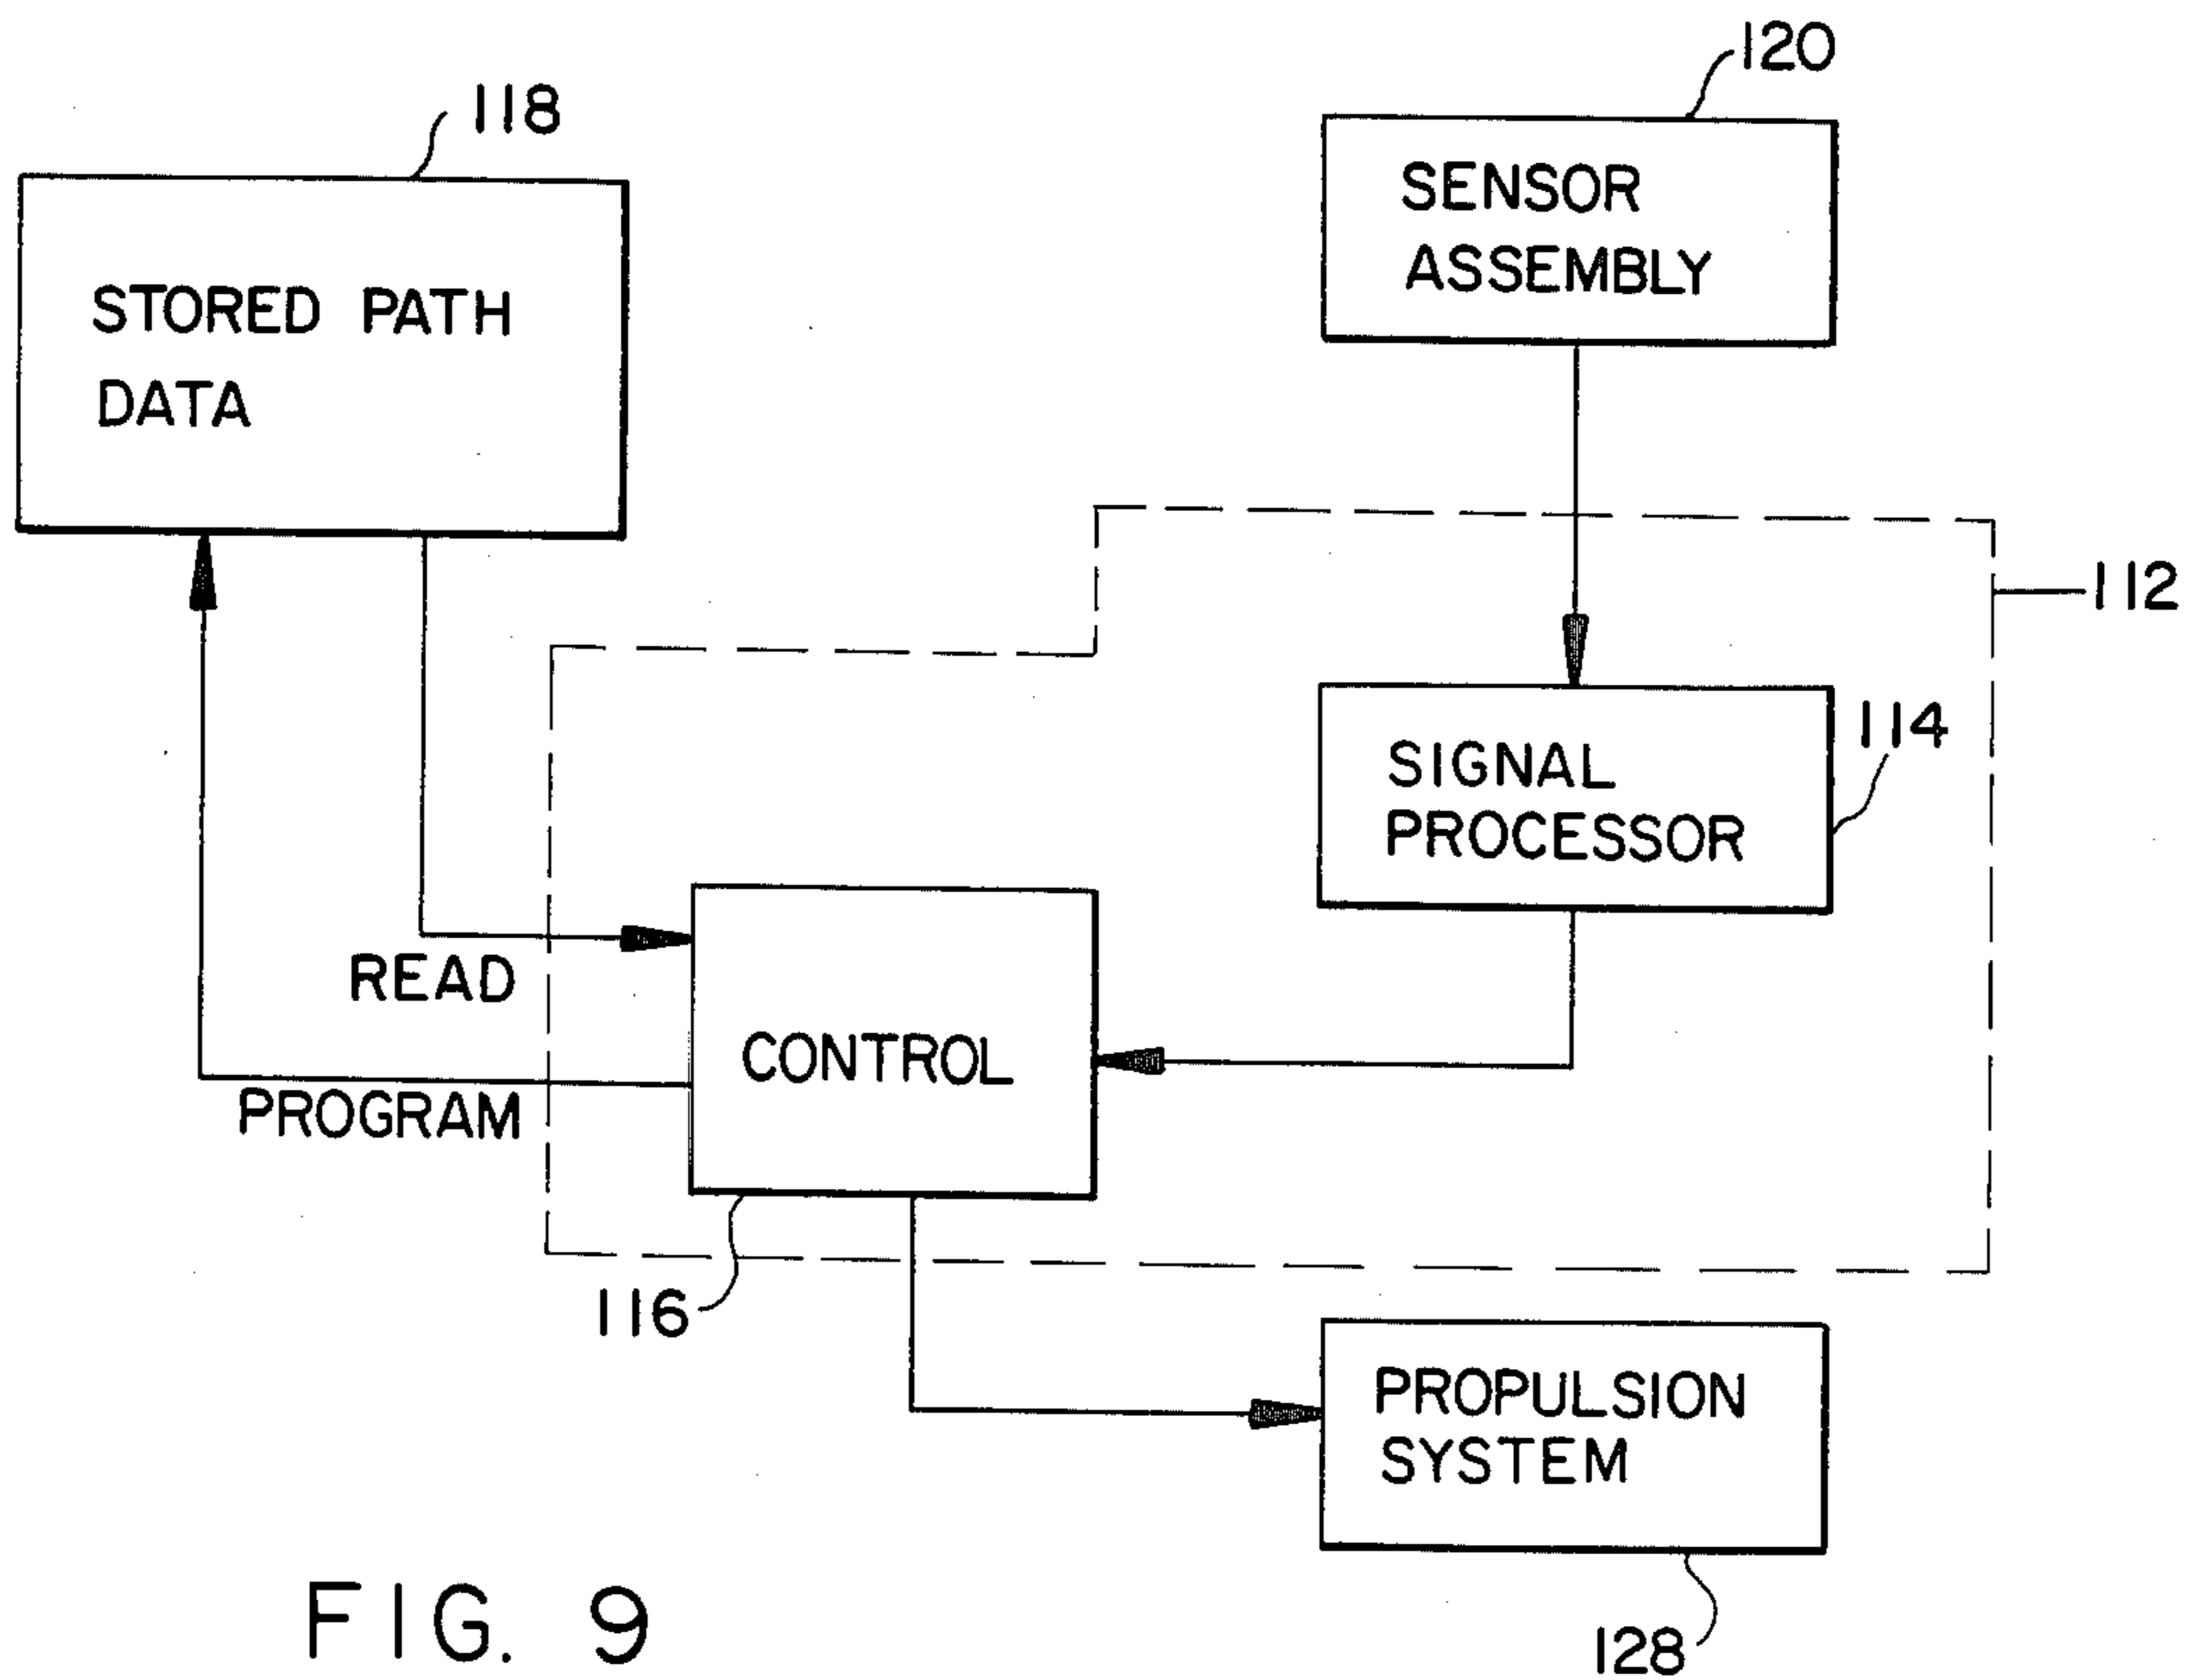 120
118
SENSOR
ASSEMBLY
STORED PATH
DATA
112
114
SIGNAL
PROCESSOR
READ
CONTROL
PROGRAM
116
PROPULSION
SYSTEM
128
FIG. 9